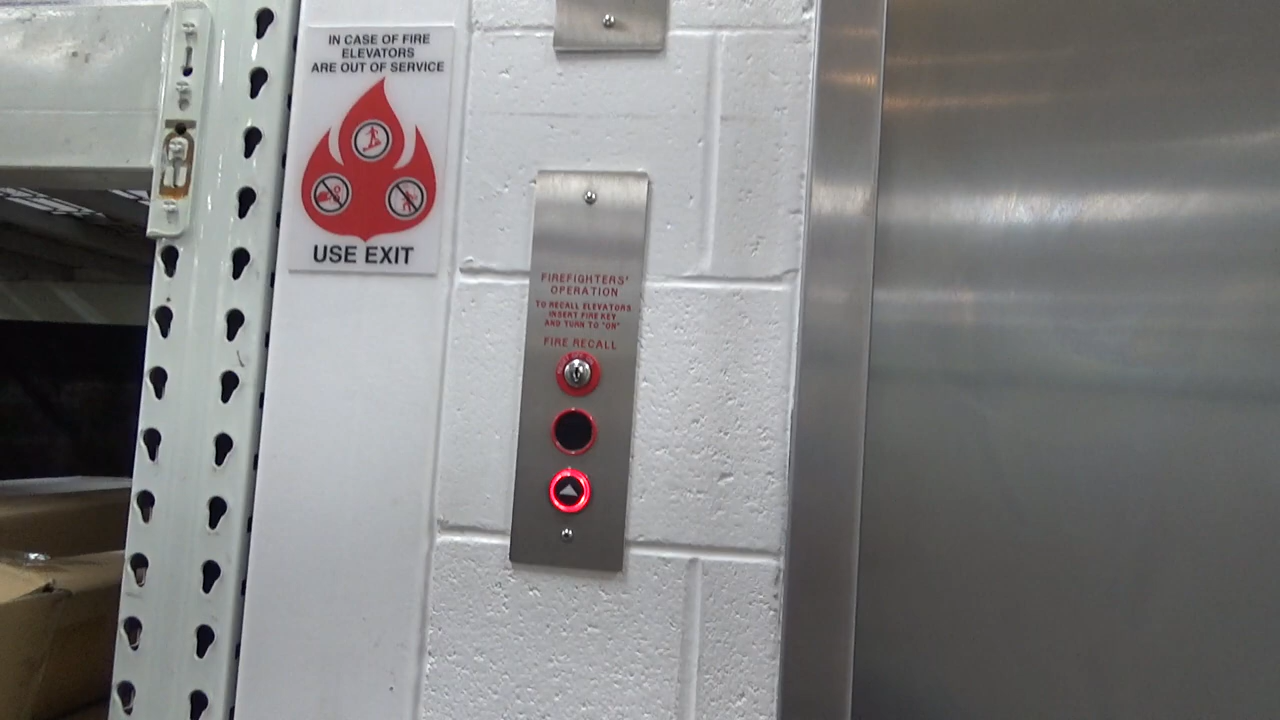 IN CASE OF FIRE
ELEVATORS
ARE OUT OF SERVICE
USE EXIT
FIREFIGHTERS'
OPERATION
TO RECALL ELEVATORS
INSERT FIRE KEY
AND TURN TO "ON"
FIRE RECALL